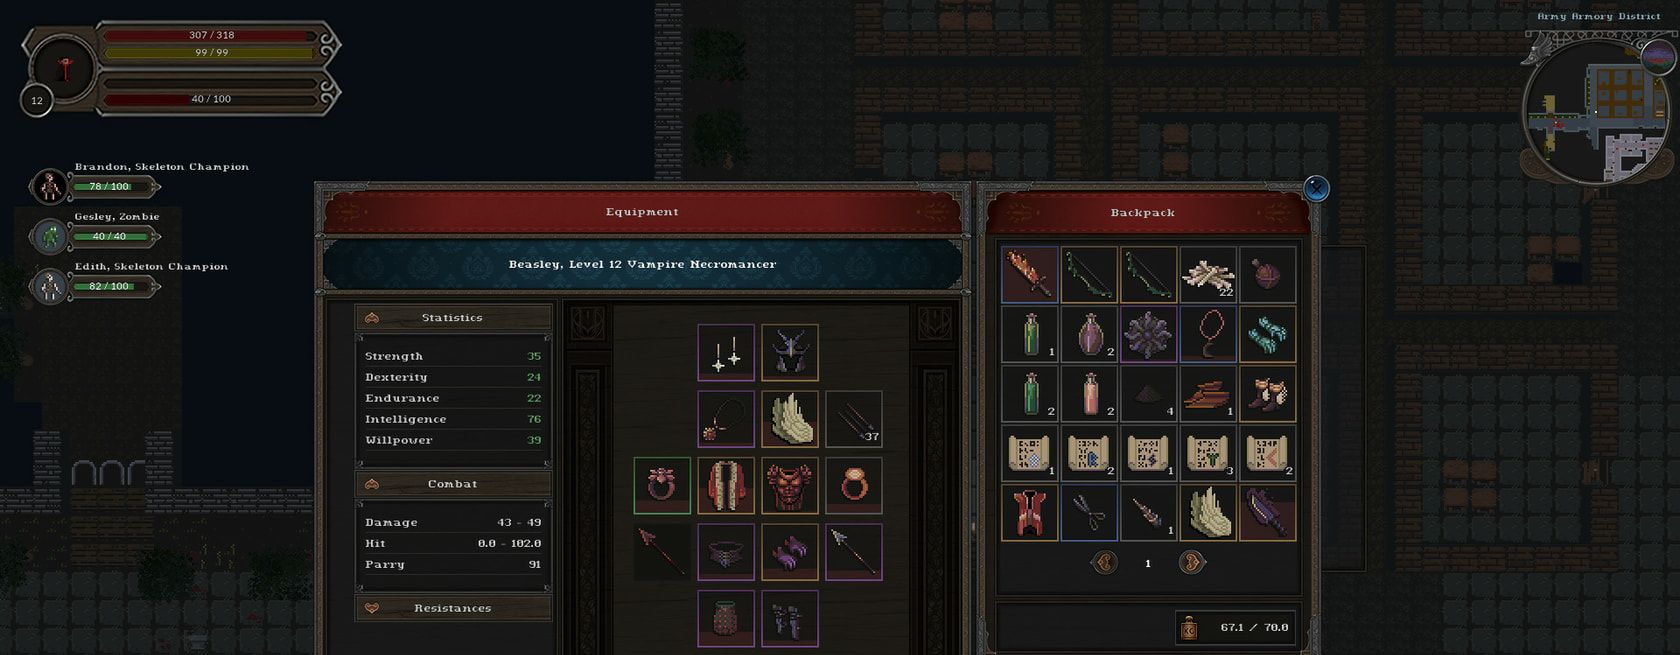 307 / 318
99 / 99
40 / 100
12
Army Armory District
Brandon, Skeleton Champion
78 / 100
Gesley, Zombie
40 / 40
Edith, Skeleton Champion
82 / 100
Equipment
Beasley, Level 12 Vampire Necromancer
Statistics
Strength 35
Dexterity 24
Endurance 22
Intelligence 76
Willpower 39
Combat
Damage 43 - 49
Hit 0.0 - 102.0
Parry 91
Resistances
37
Backpack
22
1 2
2 2 4 1
1 2 1 3 2
1
1
67.1 / 70.0